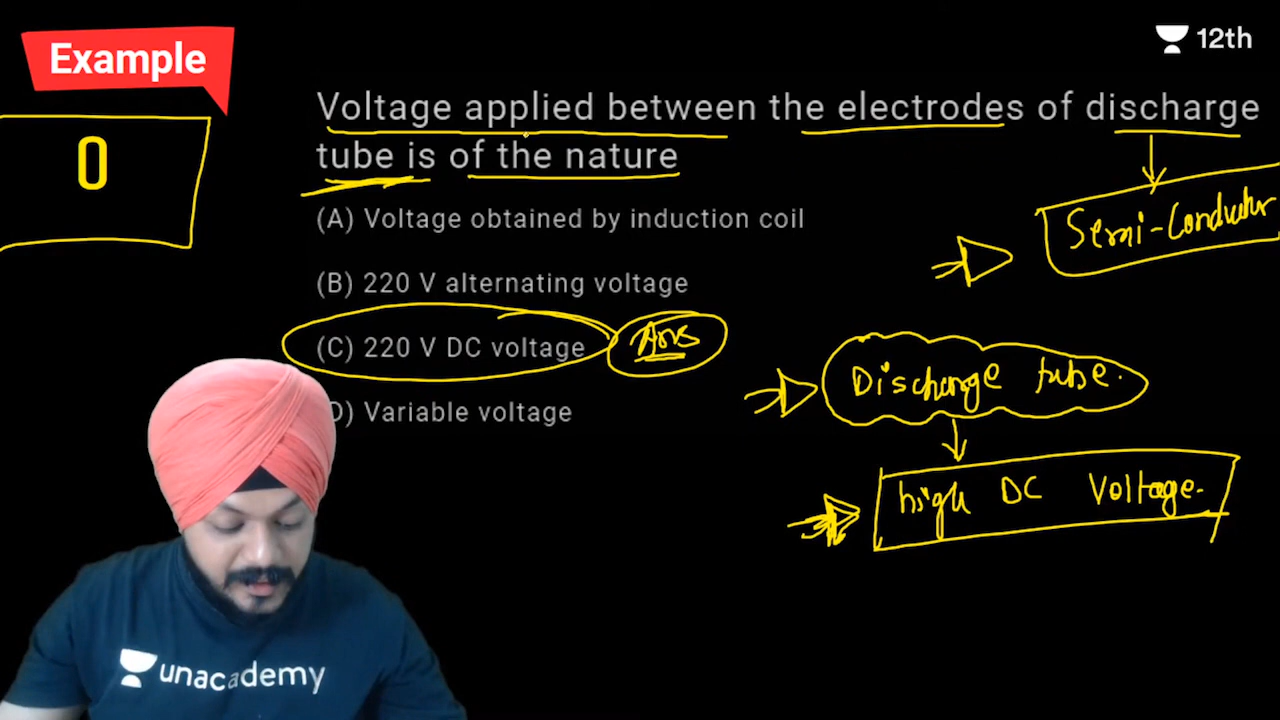 Example
12th
0
Voltage applied between the electrodes of discharge
tube is of the nature
(A) Voltage obtained by induction coil
(B) 220 V alternating voltage
(C) 220 V DC voltage
Ans
D) Variable voltage
Semi-Conductor
Discharge tube.
high DC Voltage.
unacademy